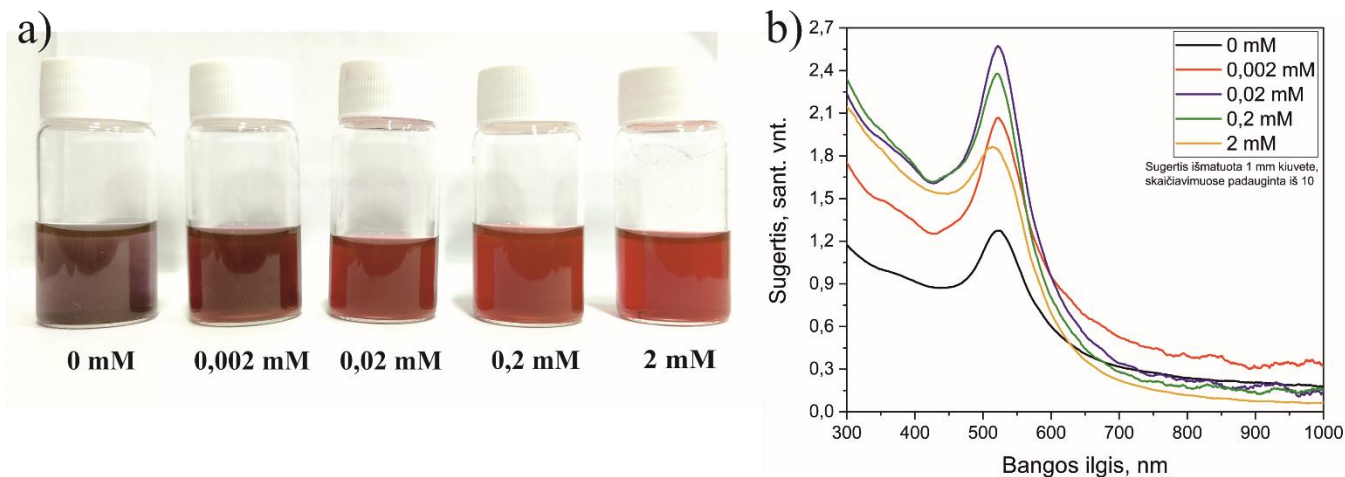 a)
0 mM
0,002 mM
0,02 mM
0,2 mM
2 mM
b)
2,7
2,4
2,1
1,8
1,5
1,2
0,9
0,6
0,3
0,0
Sugertis, sant. vnt.
0 mM
0,002 mM
0,02 mM
0,2 mM
2 mM
Sugertis išmatuota 1 mm kiuvete,
skaičiavimuose padauginta iš 10
300
400
500
600
700
800
900
1000
Bangos ilgis, nm